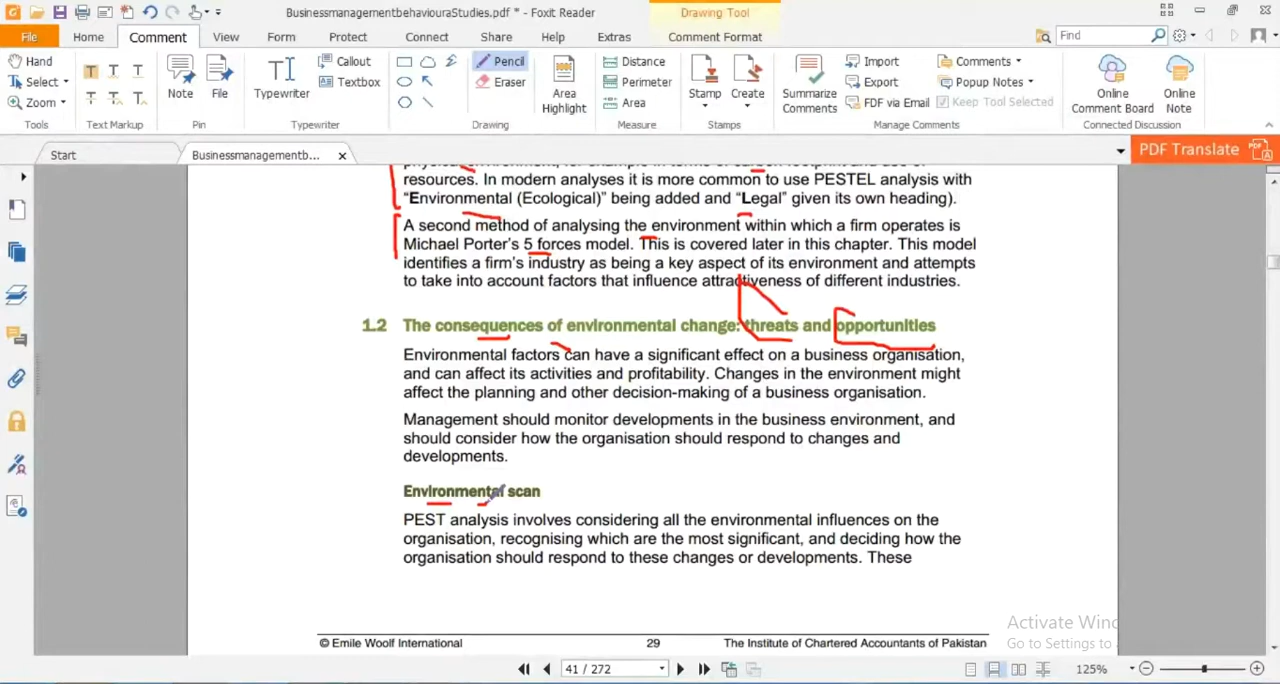 BusinessmanagementbehaviouraStudies.pdf * - Foxit Reader
Drawing Tool
File Home Comment View Form Protect Connect Share Help Extras Comment Format Find
Hand
Select
Zoom
Tools
T T T
T T T
Text Markup
Note File
Pin
Typewriter
Callout
Textbox
Typewriter
Pencil
Eraser
Drawing
Area Highlight
Distance
Perimeter
Area
Measure
Stamp Create
Stamps
Summarize Comments
Import
Export
FDF via Email
Comments
Popup Notes
Keep Tool Selected
Manage Comments
Online Comment Board
Online Note
Connected Discussion
Start
Businessmanagementb...
PDF Translate
physical environment, for example in terms of carbon footprint and use of
resources. In modern analyses it is more common to use PESTEL analysis with
“Environmental (Ecological)” being added and “Legal” given its own heading).
A second method of analysing the environment within which a firm operates is
Michael Porter’s 5 forces model. This is covered later in this chapter. This model
identifies a firm’s industry as being a key aspect of its environment and attempts
to take into account factors that influence attractiveness of different industries.
1.2 The consequences of environmental change: threats and opportunities
Environmental factors can have a significant effect on a business organisation,
and can affect its activities and profitability. Changes in the environment might
affect the planning and other decision-making of a business organisation.
Management should monitor developments in the business environment, and
should consider how the organisation should respond to changes and
developments.
Environmental scan
PEST analysis involves considering all the environmental influences on the
organisation, recognising which are the most significant, and deciding how the
organisation should respond to these changes or developments. These
© Emile Woolf International 29 The Institute of Chartered Accountants of Pakistan
Activate Win
Go to Settings to
41 / 272
125%